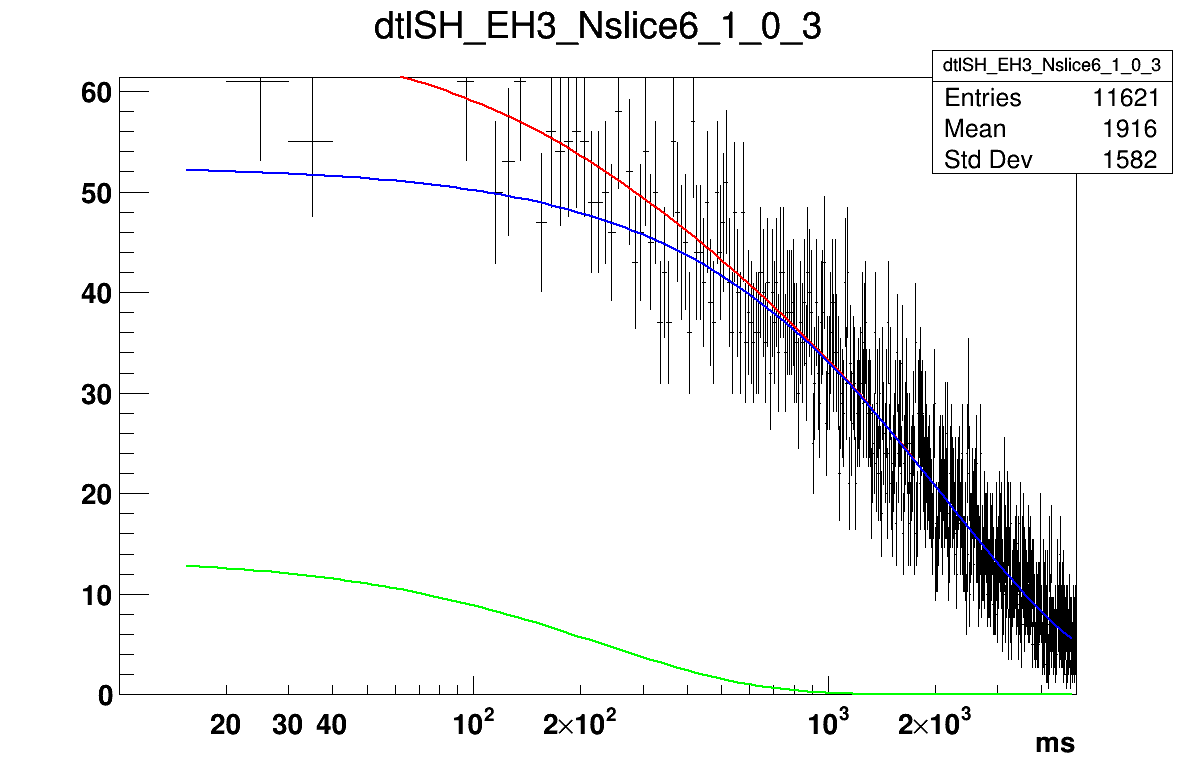 dtlSH_EH3_Nslice6_1_0_3
dtlSH_EH3_Nslice6_1_0_3
Entries 11621
Mean 1916
Std Dev 1582
60
50
40
30
20
10
0
20 30 40 10² 2×10² 10³ 2×10³
ms